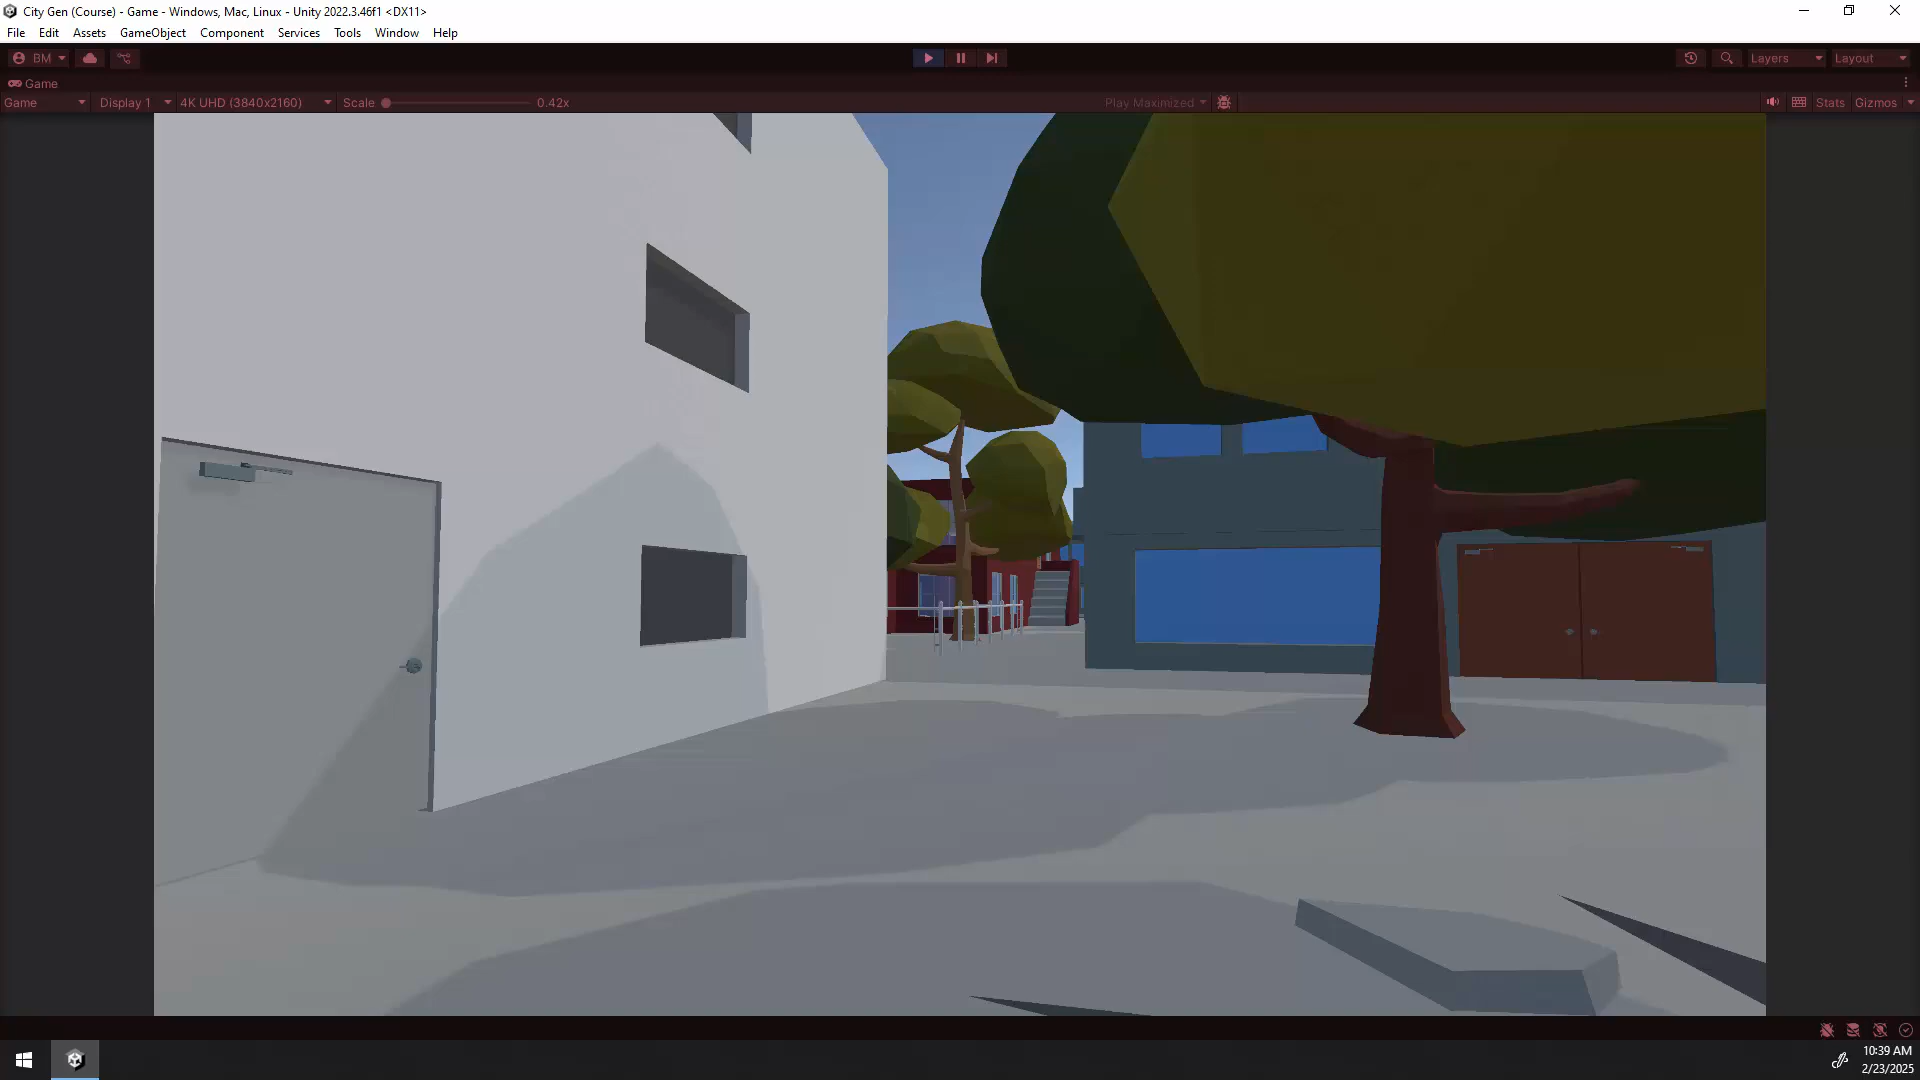 City Gen (Course) - Game - Windows, Mac, Linux - Unity 2022.3.46f1 <DX11>
File Edit Assets GameObject Component Services Tools Window Help
BM Layers Layout
Game
Game Display 1 4K UHD (3840x2160) Scale 0.42x Play Maximized Stats Gizmos
10:39 AM
2/23/2025